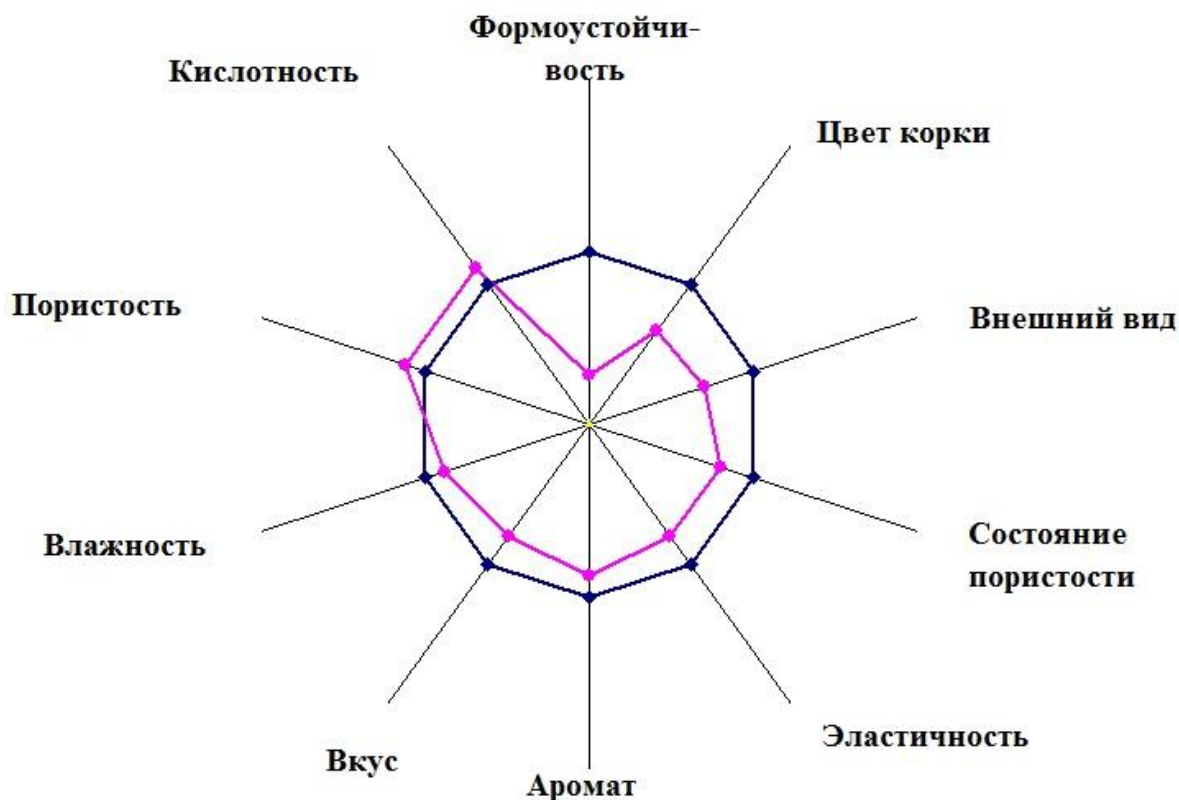 Формоустойчи-
вость
Кислотность
Цвет корки
Пористость
Внешний вид
Влажность
Состояние
пористости
Вкус
Эластичность
Аромат